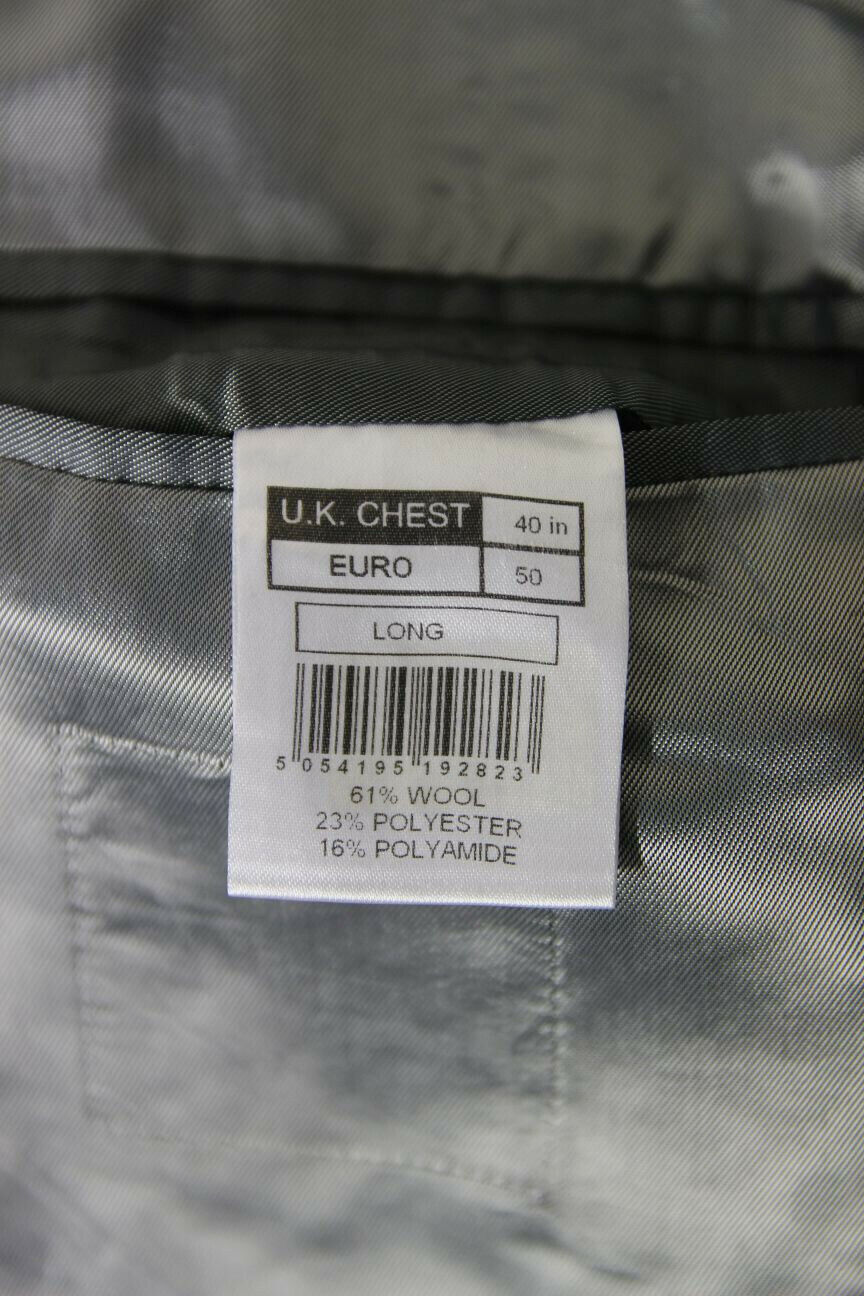 U.K. CHEST 40 in
EURO 50
LONG
5 054195 192823
61% WOOL
23% POLYESTER
16% POLYAMIDE